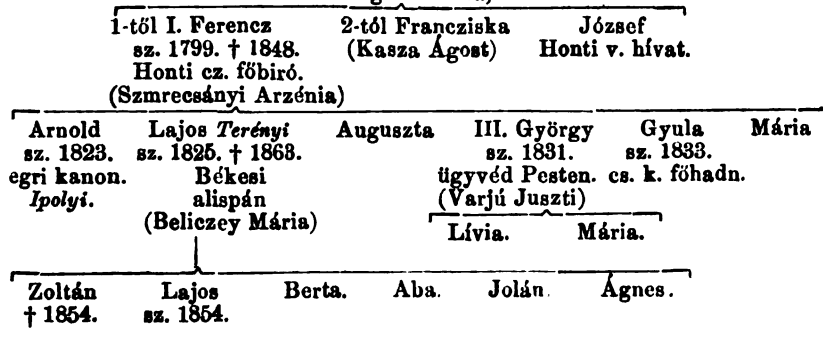 1-től I. Ferencz 2-tól Francziska József
sz. 1799. † 1848. (Kasza Ágost) Honti v. hívat.
Honti cz. főbiró.
(Szmrecsányi Arzénia)
Arnold Lajos Terényi Auguszta III. György Gyula Mária
sz. 1823. sz. 1825. † 1863. sz. 1831. sz. 1833.
egri kanon. Békesi ügyvéd Pesten. cs. k. főhadn.
Ipolyi. alispán (Varjú Juszti)
(Beliczey Mária) Lívia. Mária.
Zoltán Lajos Berta. Aba. Jolán. Ágnes.
† 1854. sz. 1854.